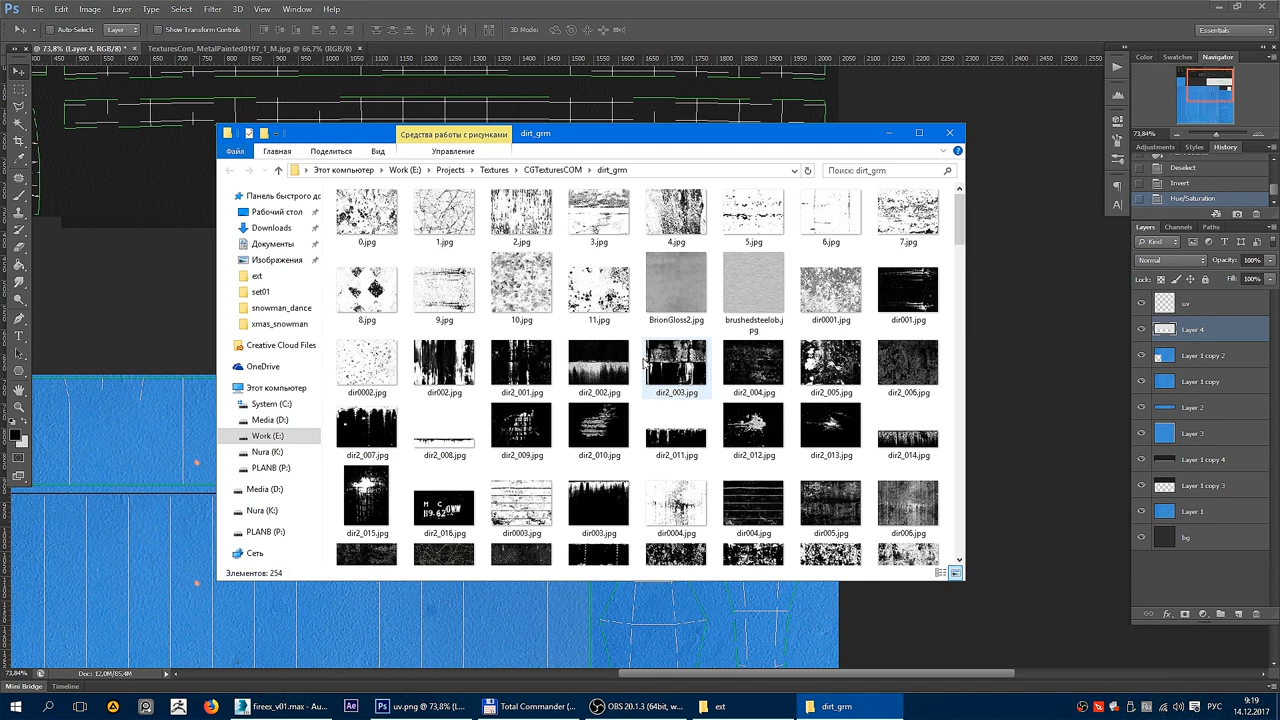 Ps File Edit Image Layer Type Select Filter 3D View Window Help
Auto-Select: Layer Show Transform Controls 3D Mode: Essentials
@ 73,8% (Layer 4, RGB/8) * × TexturesCom_MetalPainted0197_1_M.jpg @ 66,7% (RGB/8) ×
Color Swatches Navigator
73,84%
Adjustments Styles History
Deselect
Invert
Hue/Saturation
Layers Channels Paths
Kind
Normal Opacity: 100%
Lock: Fill: 100%
uv
Layer 4
Layer 1 copy 2
Layer 1 copy
Layer 2
Layer 3
Layer 1 copy 4
Layer 1 copy 3
Layer 1
Средства работы с рисунками dirt_grm
Файл Главная Поделиться Вид Управление
Этот компьютер > Work (E:) > Projects > Textures > CGTexturesCOM > dirt_grm
Поиск: dirt_grm
Панель быстрого дс
Рабочий стол
Downloads
Документы
Изображения
ext
set01
snowman_dance
xmas_snowman
Creative Cloud Files
OneDrive
Этот компьютер
System (C:)
Media (D:)
Work (E:)
Nura (K:)
PLANB (P:)
Media (D:)
Nura (K:)
PLANB (P:)
Сеть
0.jpg 1.jpg 2.jpg 3.jpg 4.jpg 5.jpg 6.jpg 7.jpg
8.jpg 9.jpg 10.jpg 11.jpg BrionGloss2.jpg brushedsteelob.jpg dir0001.jpg dir001.jpg
dir0002.jpg dir002.jpg dir2_001.jpg dir2_002.jpg dir2_003.jpg dir2_004.jpg dir2_005.jpg dir2_006.jpg
dir2_007.jpg dir2_008.jpg dir2_009.jpg dir2_010.jpg dir2_011.jpg dir2_012.jpg dir2_013.jpg dir2_014.jpg
dir2_015.jpg dir2_016.jpg dir0003.jpg dir003.jpg dir0004.jpg dir004.jpg dir005.jpg dir006.jpg
Элементов: 254
73,84% Doc: 12,0M/85,4M
Mini Bridge Timeline
fireex_v01.max - Au... Ae uv.png @ 73,8% (L... Total Commander (... OBS 20.1.3 (64bit, w... ext dirt_grm
РУС
9:19
14.12.2017